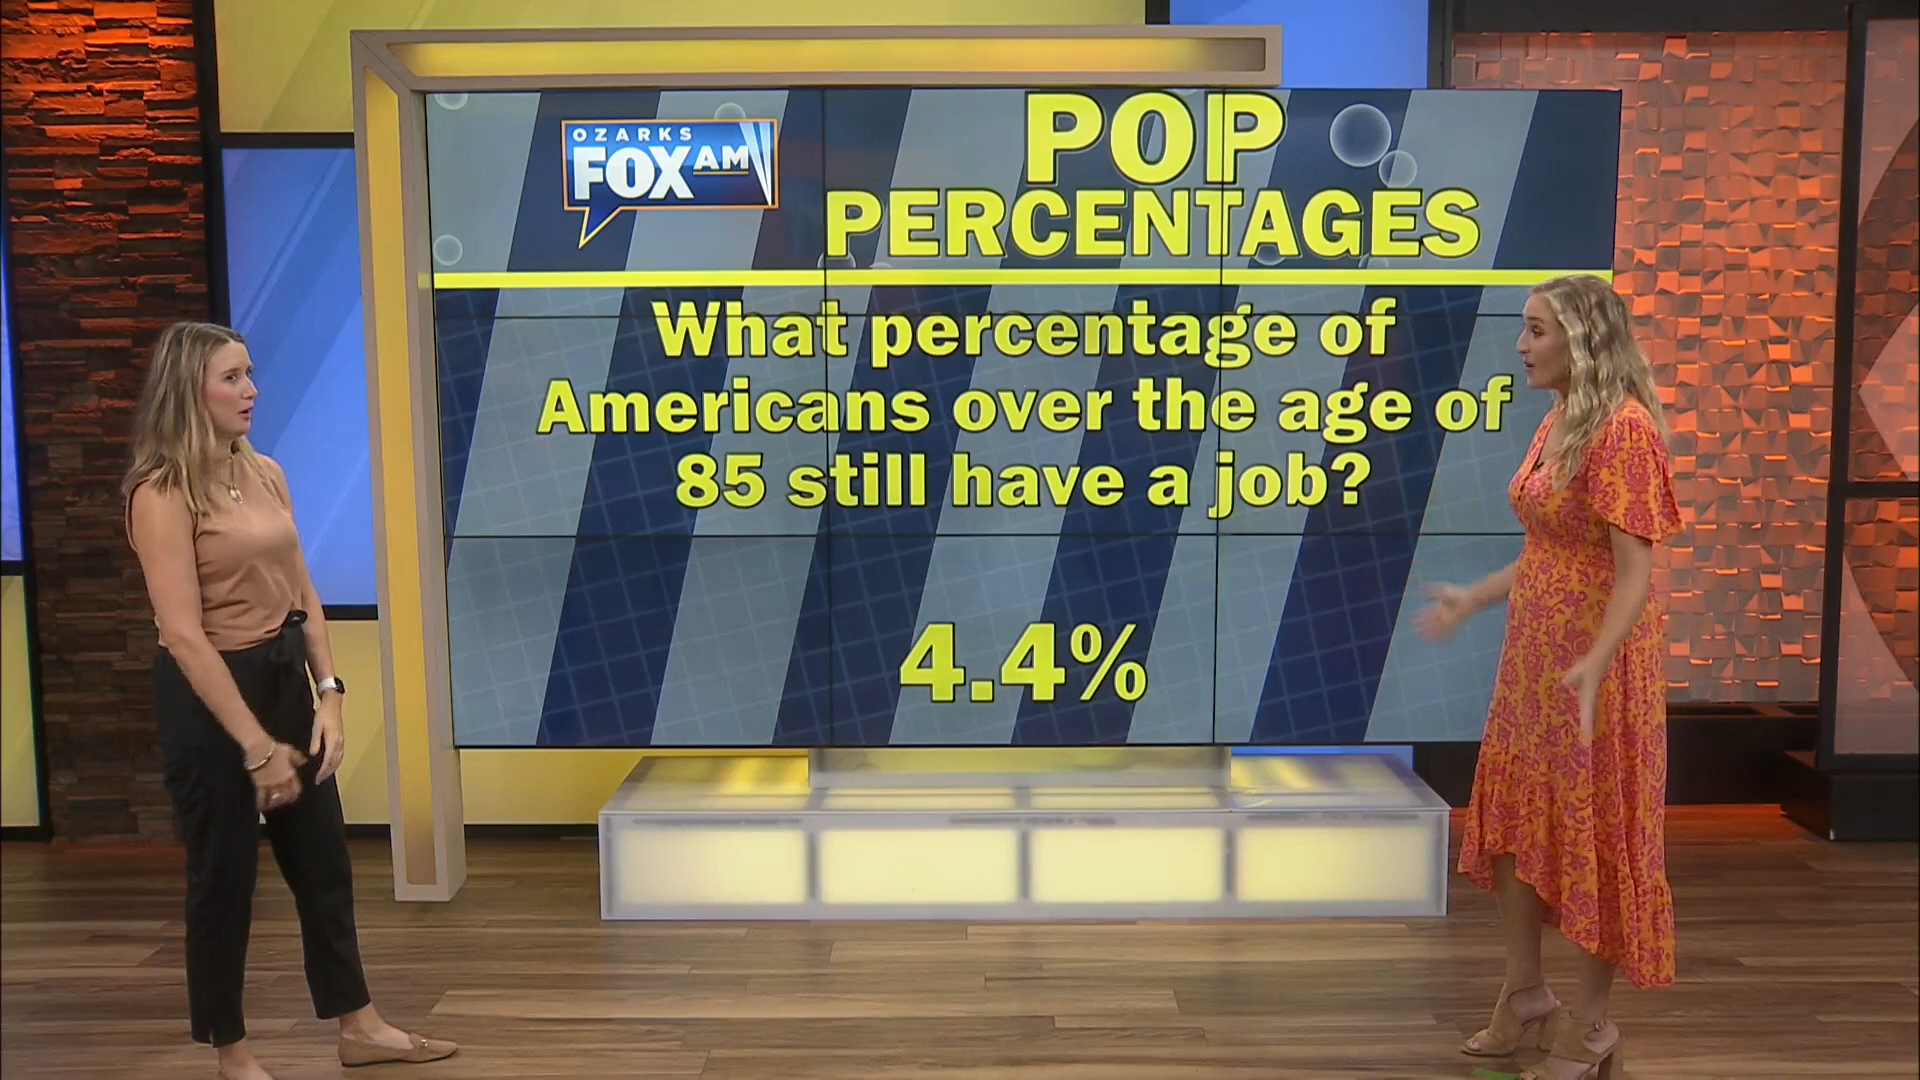 OZARKS
FOX AM
POP
PERCENTAGES
What percentage of
Americans over the age of
85 still have a job?
4.4%